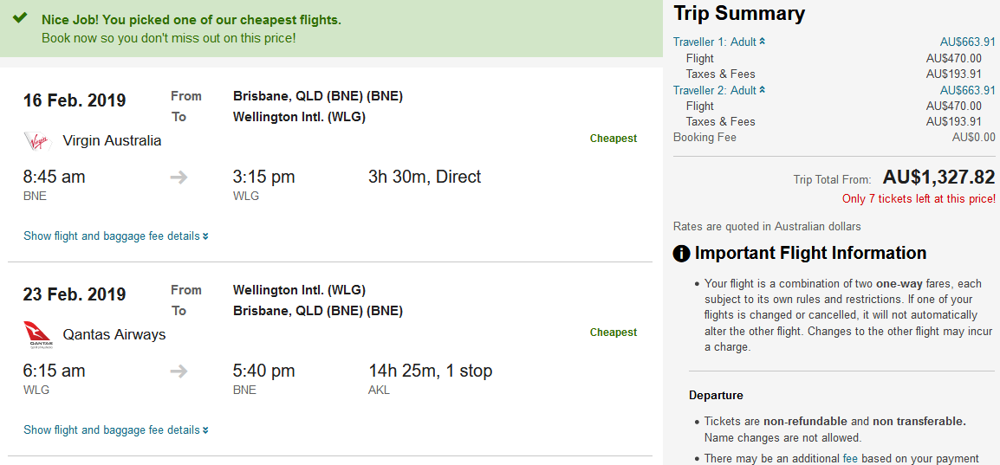 Nice Job! You picked one of our cheapest flights.
Book now so you don't miss out on this price!
16 Feb. 2019
From Brisbane, QLD (BNE) (BNE)
To Wellington Intl. (WLG)
Virgin Australia
Cheapest
8:45 am 3:15 pm 3h 30m, Direct
BNE WLG
Show flight and baggage fee details
23 Feb. 2019
From Wellington Intl. (WLG)
To Brisbane, QLD (BNE) (BNE)
QANTAS
Qantas Airways
Cheapest
6:15 am 5:40 pm 14h 25m, 1 stop
WLG BNE AKL
Show flight and baggage fee details
Trip Summary
Traveller 1: Adult AU$663.91
Flight AU$470.00
Taxes & Fees AU$193.91
Traveller 2: Adult AU$663.91
Flight AU$470.00
Taxes & Fees AU$193.91
Booking Fee AU$0.00
Trip Total From: AU$1,327.82
Only 7 tickets left at this price!
Rates are quoted in Australian dollars
Important Flight Information
• Your flight is a combination of two one-way fares, each
subject to its own rules and restrictions. If one of your
flights is changed or cancelled, it will not automatically
alter the other flight. Changes to the other flight may incur
a charge.
Departure
• Tickets are non-refundable and non transferable.
Name changes are not allowed.
• There may be an additional fee based on your payment